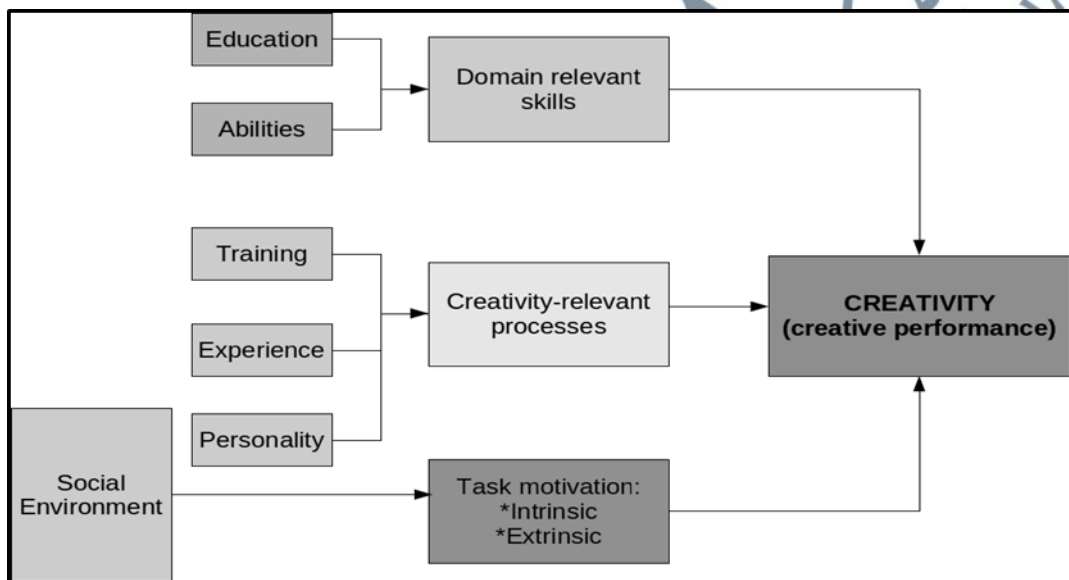 Education
Abilities
Domain relevant
skills
Training
Experience
Personality
Creativity-relevant
processes
CREATIVITY
(creative performance)
Social
Environment
Task motivation:
*Intrinsic
*Extrinsic